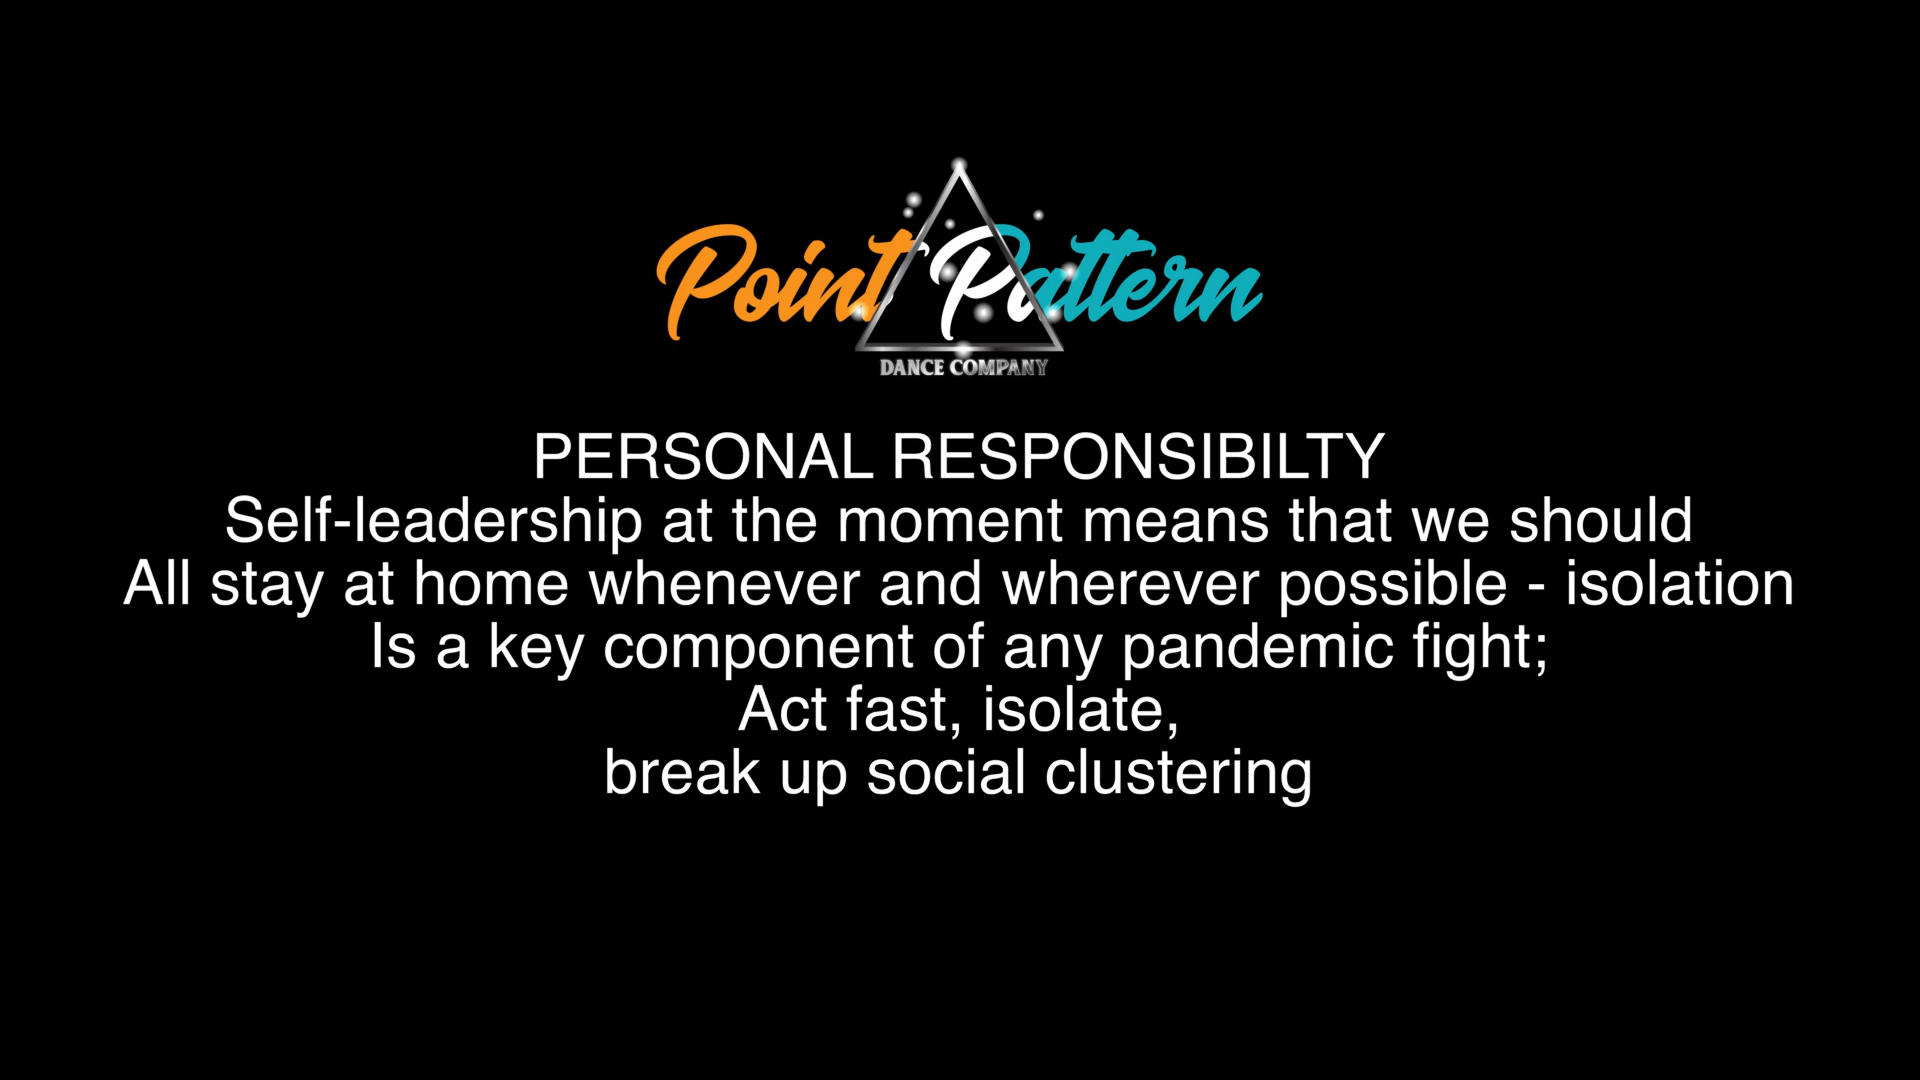 Point Pattern
DANCE COMPANY
PERSONAL RESPONSIBILTY
Self-leadership at the moment means that we should
All stay at home whenever and wherever possible - isolation
Is a key component of any pandemic fight;
Act fast, isolate,
break up social clustering